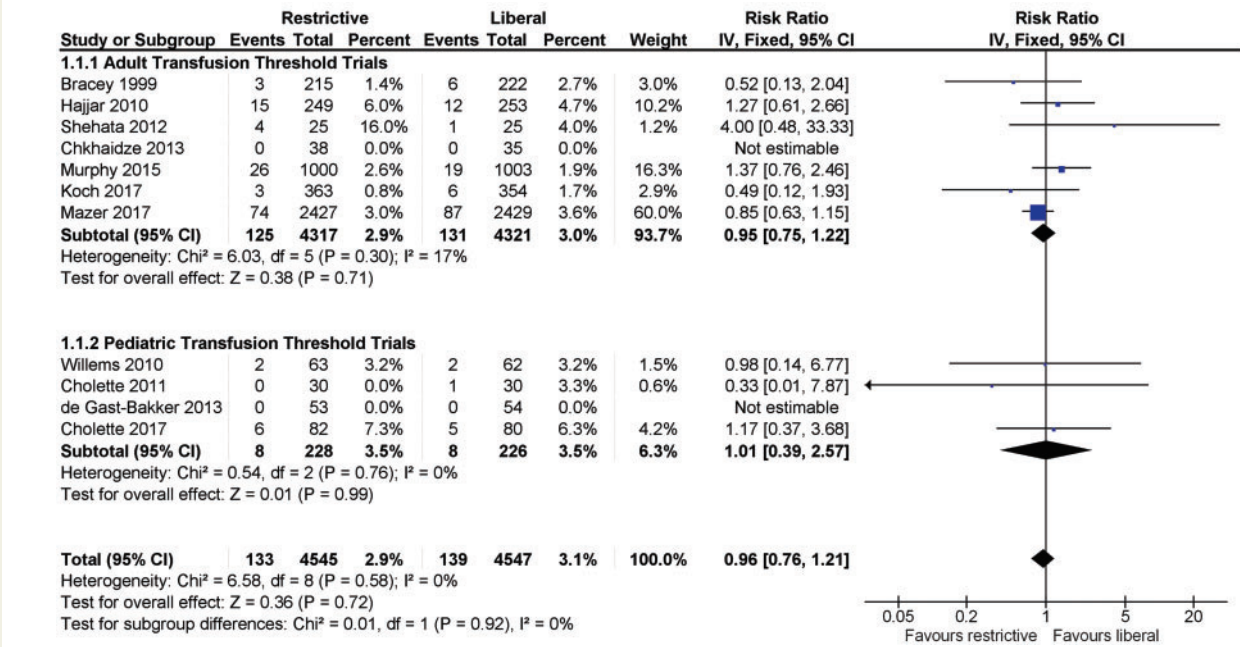 Restrictive Liberal Risk Ratio Risk Ratio
Study or Subgroup Events Total Percent Events Total Percent Weight IV, Fixed, 95% CI IV, Fixed, 95% CI
1.1.1 Adult Transfusion Threshold Trials
Bracey 1999 3 215 1.4% 6 222 2.7% 3.0% 0.52 [0.13, 2.04]
Hajjar 2010 15 249 6.0% 12 253 4.7% 10.2% 1.27 [0.61, 2.66]
Shehata 2012 4 25 16.0% 1 25 4.0% 1.2% 4.00 [0.48, 33.33]
Chkhaidze 2013 0 38 0.0% 0 35 0.0% Not estimable
Murphy 2015 26 1000 2.6% 19 1003 1.9% 16.3% 1.37 [0.76, 2.46]
Koch 2017 3 363 0.8% 6 354 1.7% 2.9% 0.49 [0.12, 1.93]
Mazer 2017 74 2427 3.0% 87 2429 3.6% 60.0% 0.85 [0.63, 1.15]
Subtotal (95% CI) 125 4317 2.9% 131 4321 3.0% 93.7% 0.95 [0.75, 1.22]
Heterogeneity: Chi² = 6.03, df = 5 (P = 0.30); I² = 17%
Test for overall effect: Z = 0.38 (P = 0.71)
1.1.2 Pediatric Transfusion Threshold Trials
Willems 2010 2 63 3.2% 2 62 3.2% 1.5% 0.98 [0.14, 6.77]
Cholette 2011 0 30 0.0% 1 30 3.3% 0.6% 0.33 [0.01, 7.87]
de Gast-Bakker 2013 0 53 0.0% 0 54 0.0% Not estimable
Cholette 2017 6 82 7.3% 5 80 6.3% 4.2% 1.17 [0.37, 3.68]
Subtotal (95% CI) 8 228 3.5% 8 226 3.5% 6.3% 1.01 [0.39, 2.57]
Heterogeneity: Chi² = 0.54, df = 2 (P = 0.76); I² = 0%
Test for overall effect: Z = 0.01 (P = 0.99)
Total (95% CI) 133 4545 2.9% 139 4547 3.1% 100.0% 0.96 [0.76, 1.21]
Heterogeneity: Chi² = 6.58, df = 8 (P = 0.58); I² = 0%
Test for overall effect: Z = 0.36 (P = 0.72)
Test for subgroup differences: Chi² = 0.01, df = 1 (P = 0.92), I² = 0%
0.05 0.2 1 5 20
Favours restrictive Favours liberal